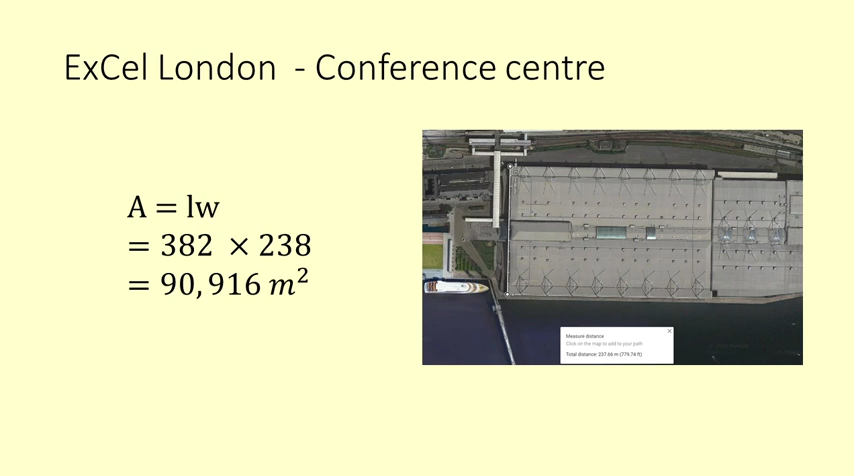 ExCel London - Conference centre
A = lw
= 382 × 238
= 90,916 m²
Measure distance
Click on the map to add to your path
Total distance: 237.66 m (779.74 ft)